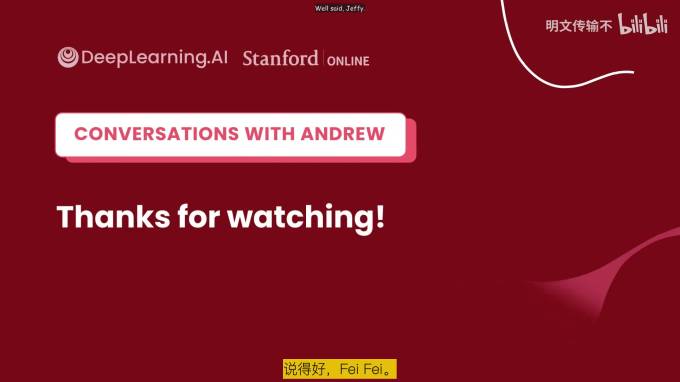 Well said, Jeffy.
明文传输不 bilibili
DeepLearning.AI Stanford ONLINE
CONVERSATIONS WITH ANDREW
Thanks for watching!
说得好，Fei Fei。